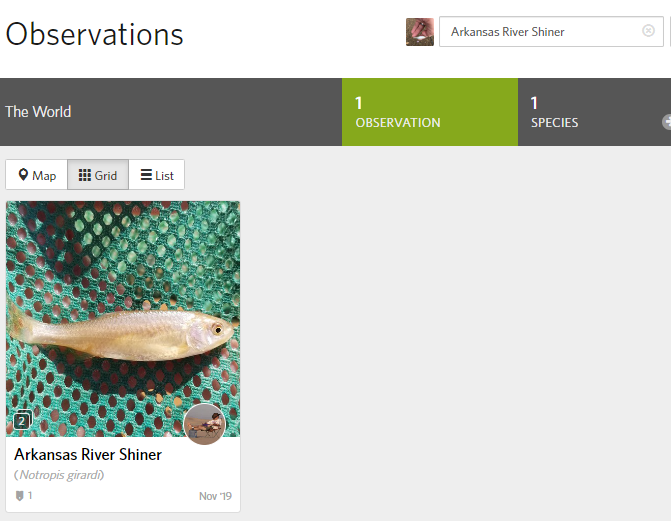 Observations
Arkansas River Shiner
The World
1
OBSERVATION
1
SPECIES
Map
Grid
List
2
Arkansas River Shiner
(Notropis girardi)
1
Nov '19